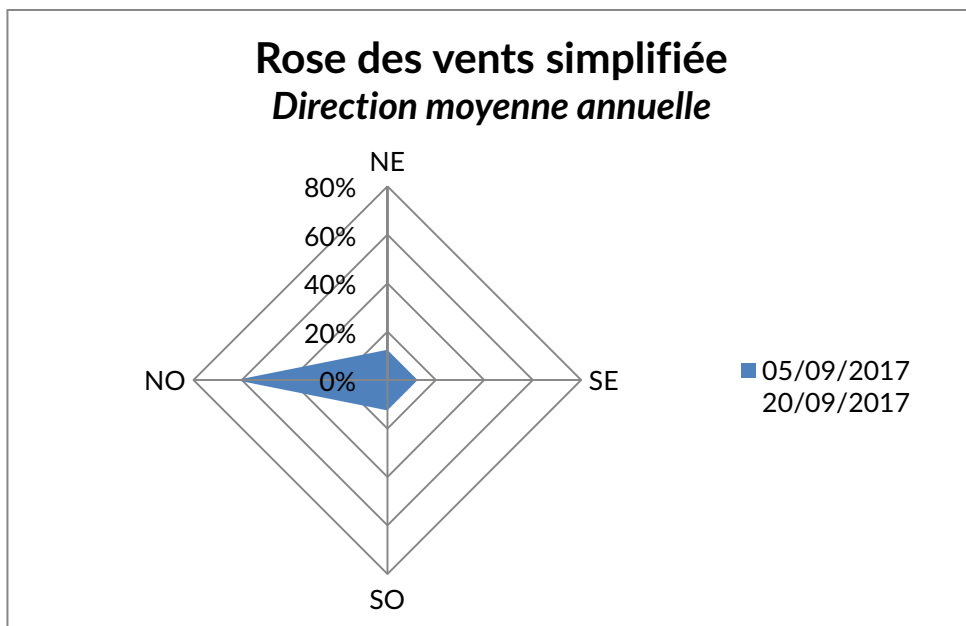 Rose des vents simplifiée
Direction moyenne annuelle
NE
80%
60%
40%
20%
0%
NO
SE
SO
05/09/2017
20/09/2017